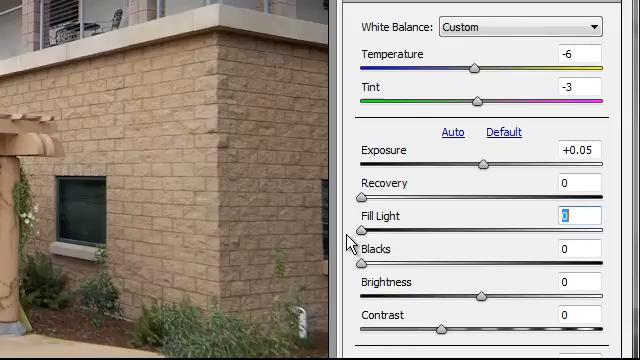 White Balance: Custom
Temperature -6
Tint -3
Auto Default
Exposure +0.05
Recovery 0
Fill Light 0
Blacks 0
Brightness 0
Contrast 0